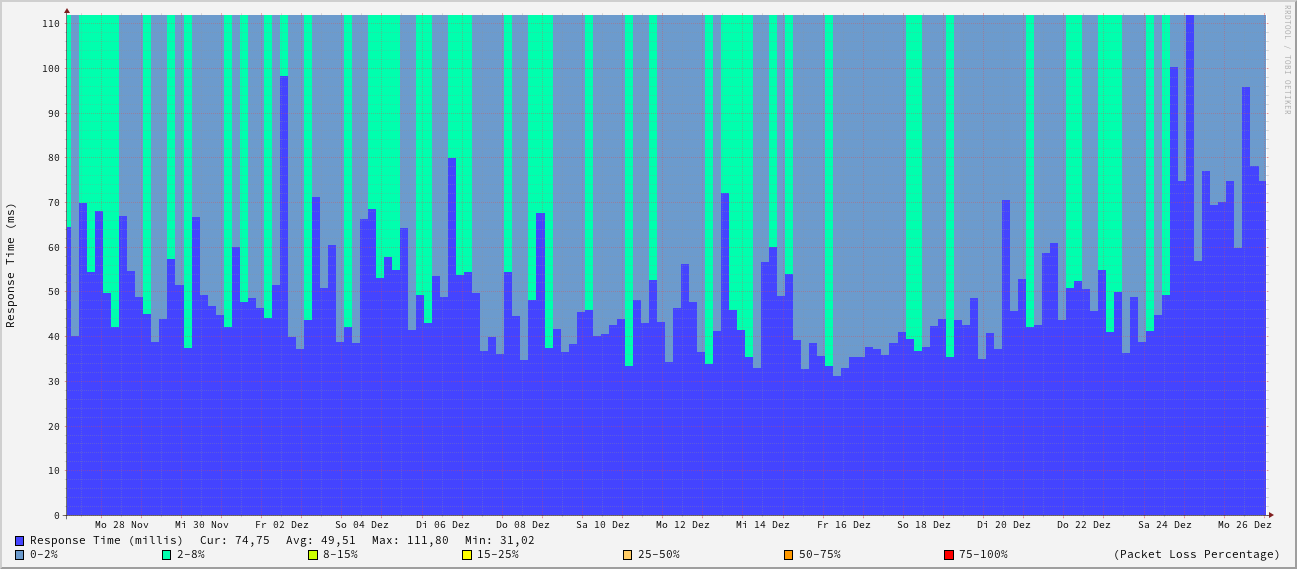 RRDTOOL / TOBI OETIKER
Response Time (ms)
110
100
90
80
70
60
50
40
30
20
10
0
Mo 28 Nov Mi 30 Nov Fr 02 Dez So 04 Dez Di 06 Dez Do 08 Dez Sa 10 Dez Mo 12 Dez Mi 14 Dez Fr 16 Dez So 18 Dez Di 20 Dez Do 22 Dez Sa 24 Dez Mo 26 Dez
Response Time (millis) Cur: 74,75 Avg: 49,51 Max: 111,80 Min: 31,02
0-2% 2-8% 8-15% 15-25% 25-50% 50-75% 75-100% (Packet Loss Percentage)